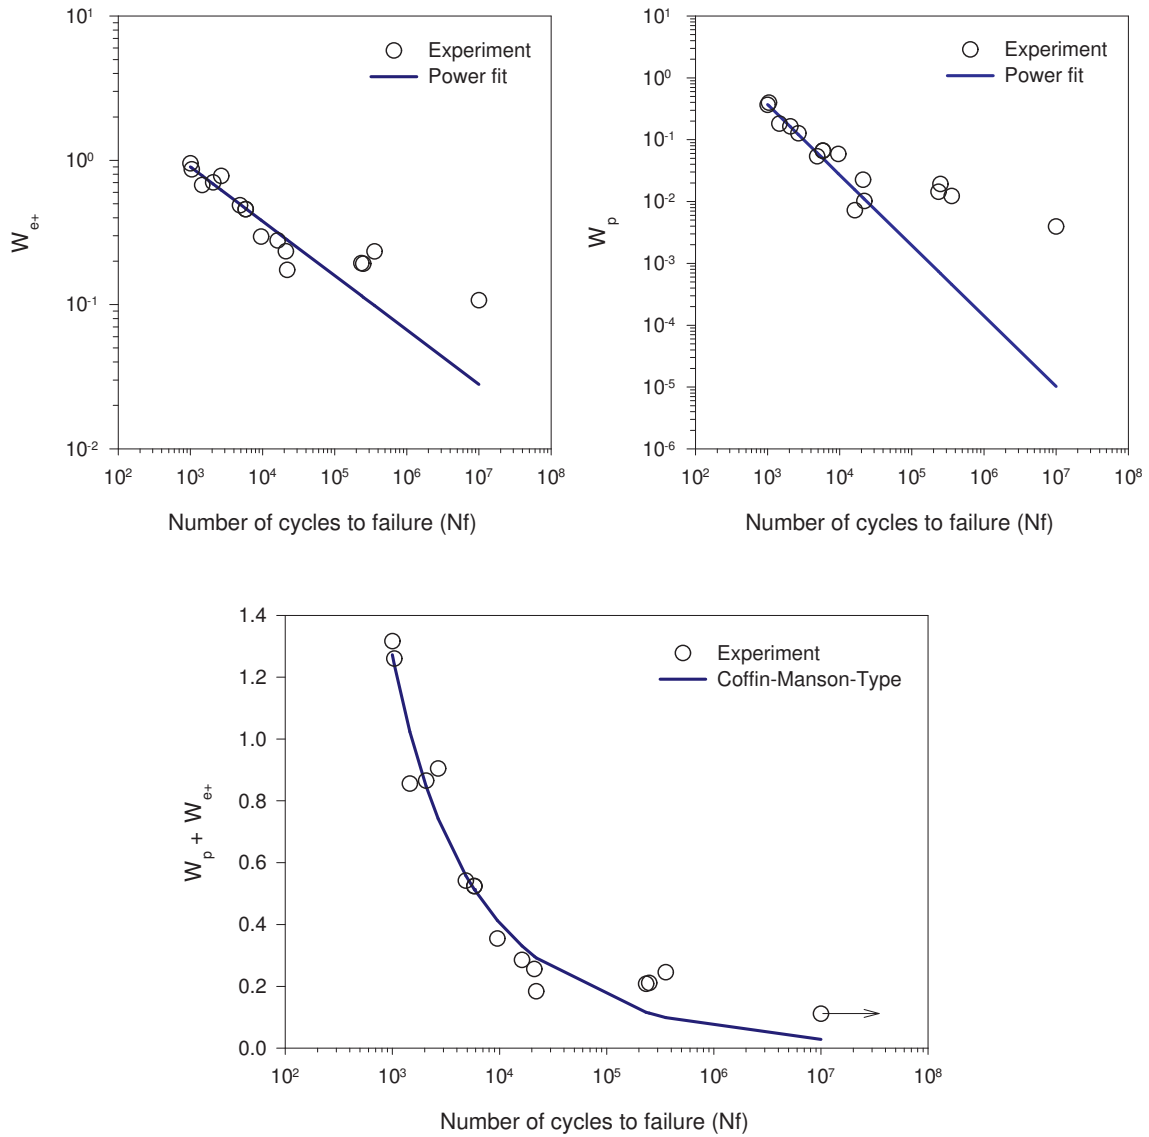 10¹
10⁰
10⁻¹
10⁻²
W e+
Experiment
Power fit
10² 10³ 10⁴ 10⁵ 10⁶ 10⁷ 10⁸
Number of cycles to failure (Nf)
10¹
10⁰
10⁻¹
10⁻²
10⁻³
10⁻⁴
10⁻⁵
10⁻⁶
W p
Experiment
Power fit
10² 10³ 10⁴ 10⁵ 10⁶ 10⁷ 10⁸
Number of cycles to failure (Nf)
1.4
1.2
1.0
0.8
0.6
0.4
0.2
0.0
W p + W e+
Experiment
Coffin-Manson-Type
10² 10³ 10⁴ 10⁵ 10⁶ 10⁷ 10⁸
Number of cycles to failure (Nf)